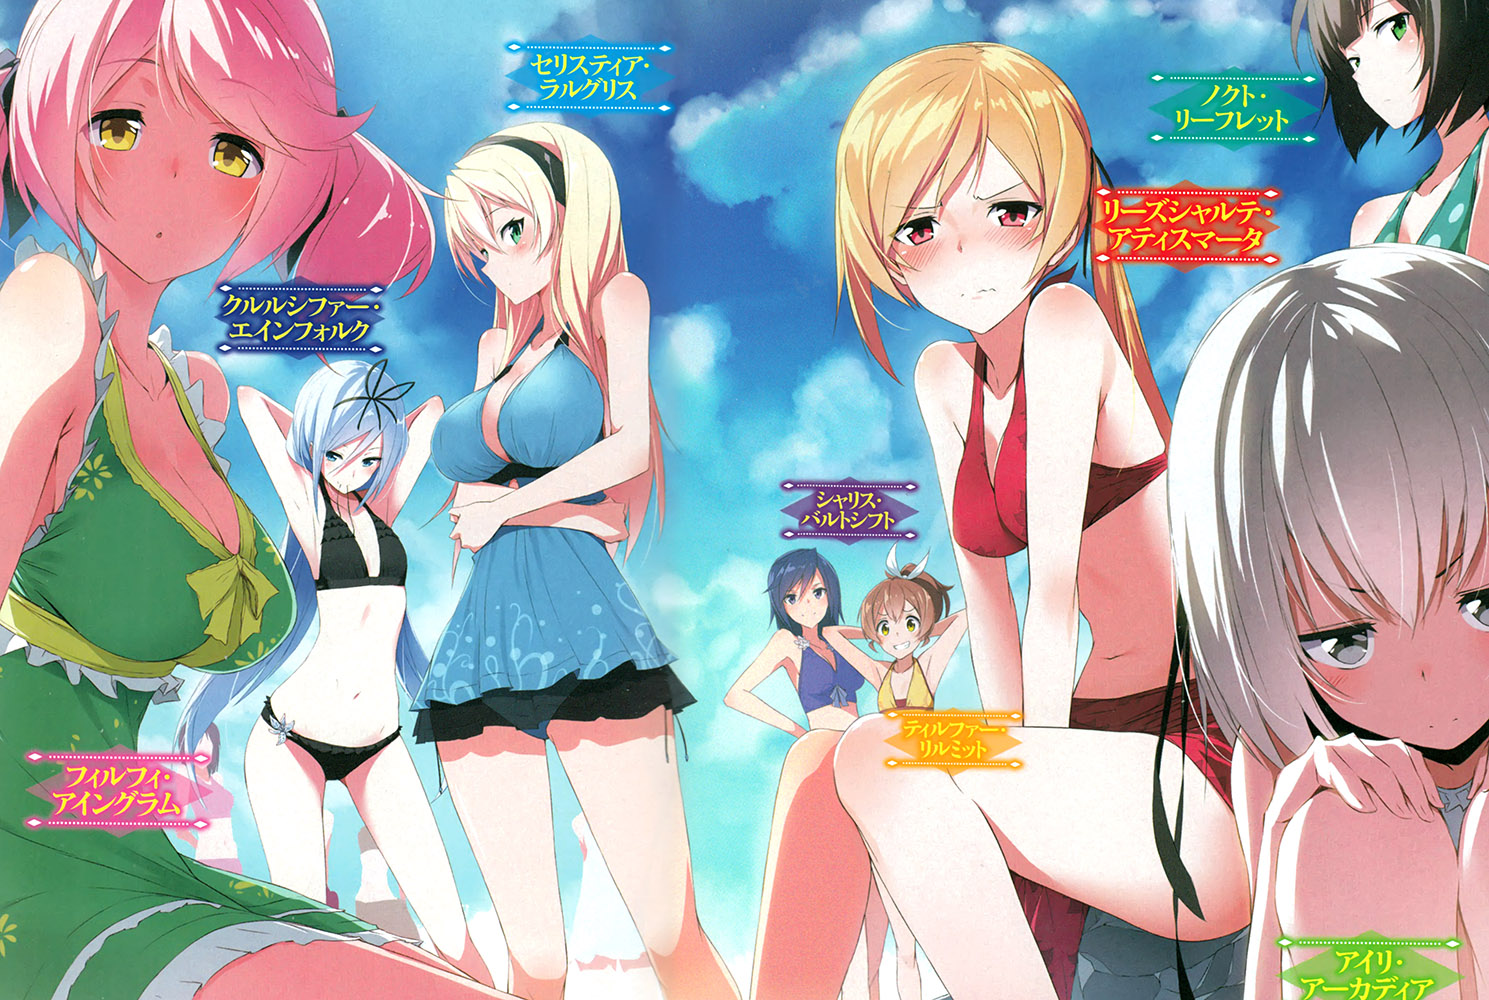 セリスティア・
ラルグリス
ノクト・
リーフレット
リーズシャルテ・
アティスマータ
クルルシファー・
エインフォルク
シャリス・
バルトシフト
ティルファー・
リルミット
フィルフィ・
アイングラム
アイリ・
アーカディア